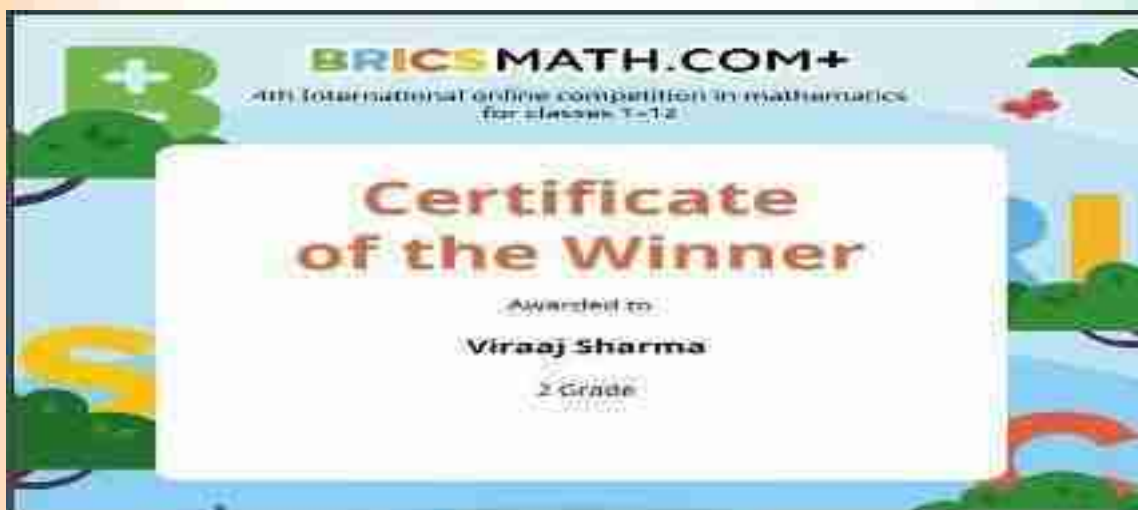 BRICSMATH.COM+
4th International online competition in mathematics
for classes 1–12
Certificate
of the Winner
Awarded to
Viraaj Sharma
2 Grade